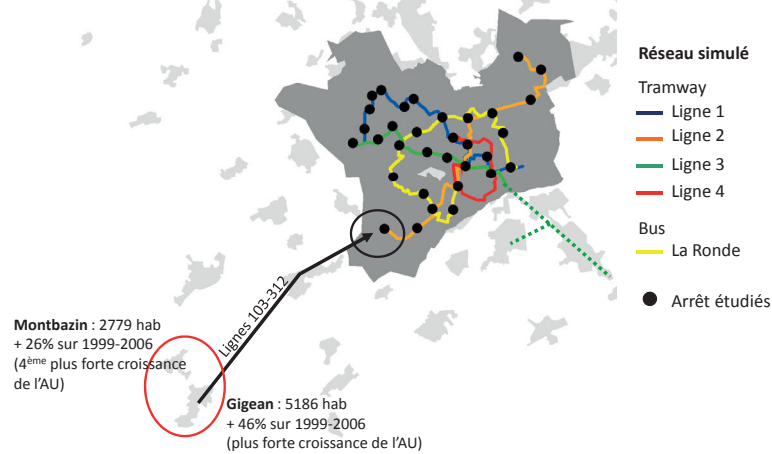 Réseau simulé
Tramway
Ligne 1
Ligne 2
Ligne 3
Ligne 4
Bus
La Ronde
Arrêt étudiés
Lignes 103-312
Montbazin : 2779 hab
+ 26% sur 1999-2006
(4ème plus forte croissance
de l'AU)
Gigean : 5186 hab
+ 46% sur 1999-2006
(plus forte croissance de l'AU)